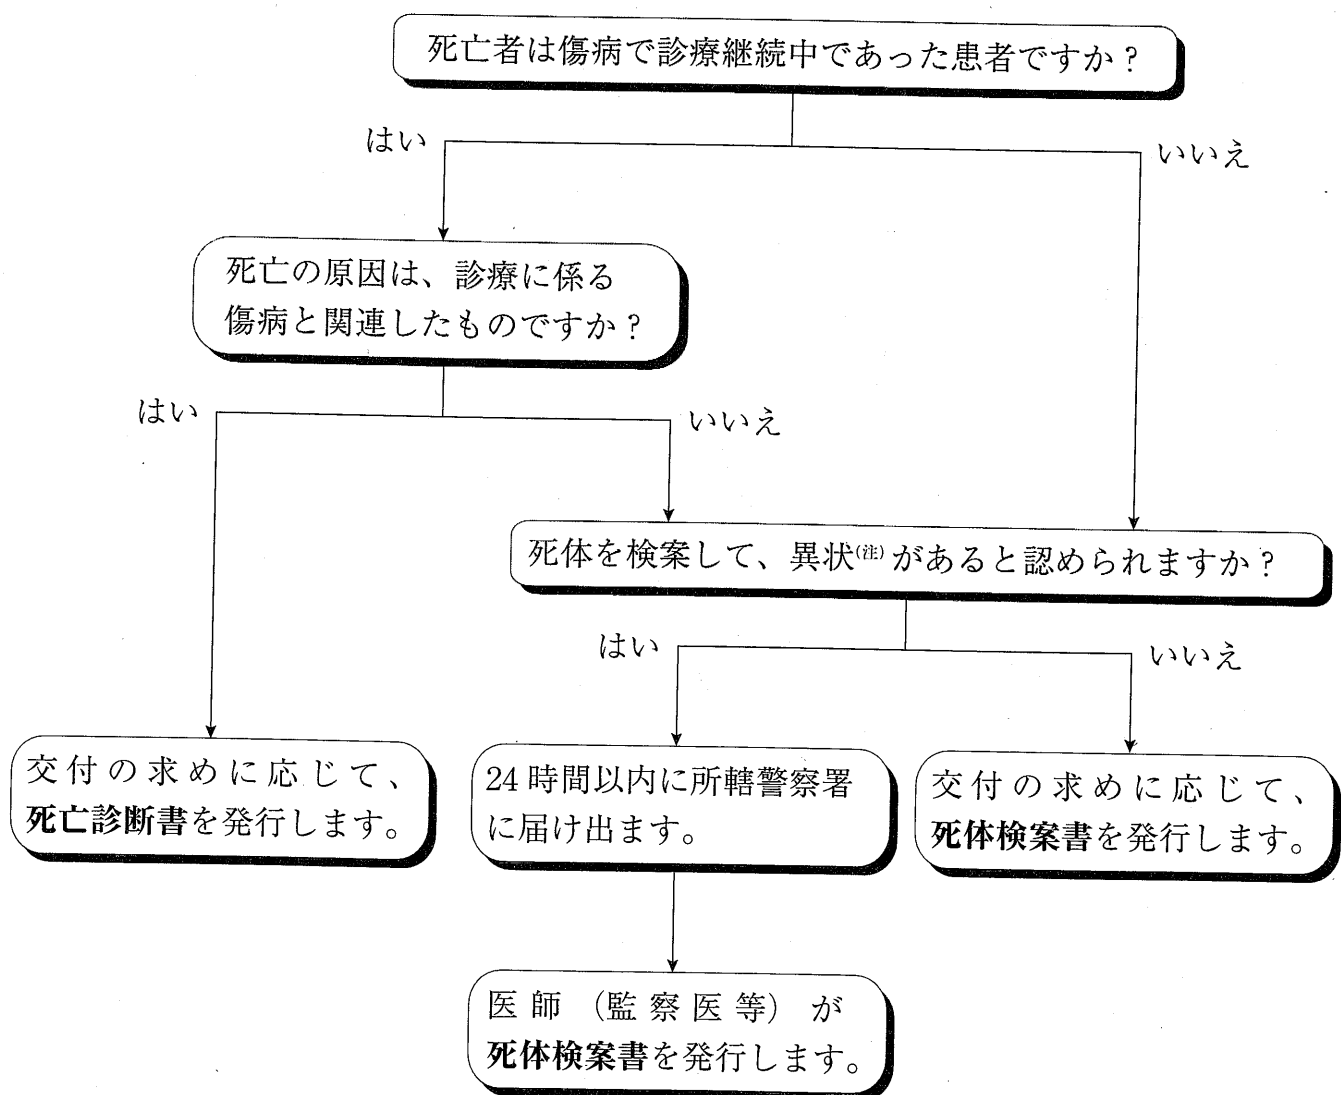 死亡者は傷病で診療継続中であった患者ですか？
はい
いいえ
死亡の原因は、診療に係る
傷病と関連したものですか？
はい
いいえ
死体を検案して、異状(注)があると認められますか？
はい
いいえ
交付の求めに応じて、
死亡診断書を発行します。
24時間以内に所轄警察署
に届け出ます。
交付の求めに応じて、
死体検案書を発行します。
医師（監察医等）が
死体検案書を発行します。